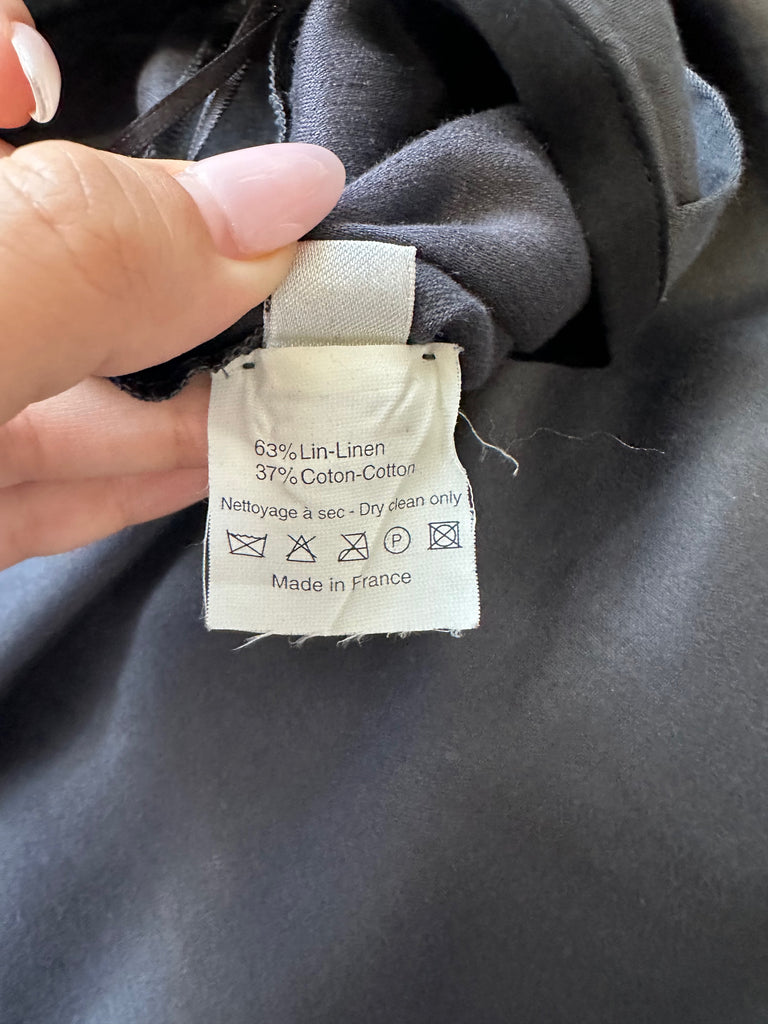 63% Lin-Linen
37% Coton-Cotton
Nettoyage à sec - Dry clean only
P
Made in France